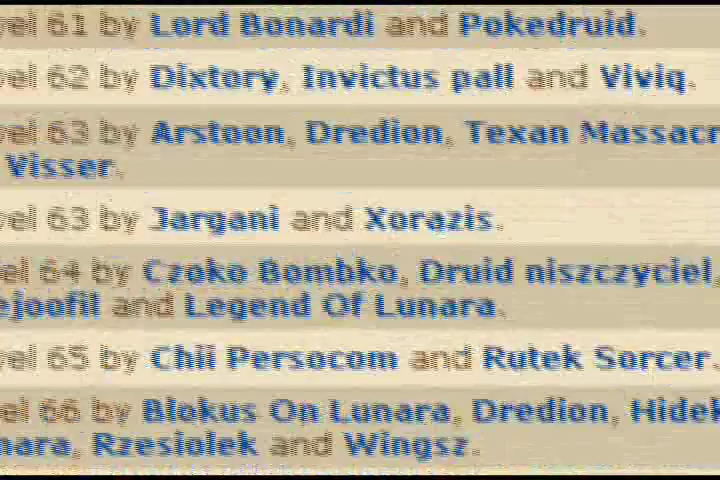 vel 61 by Lord Bonardi and Pokedruid.
vel 62 by Dixtory, Invictus pall and Viviq.
vel 63 by Arstoon, Dredion, Texan Massacr
Visser.
vel 63 by Jargani and Xorazis.
el 64 by Czoko Bombko, Druid niszczyciel,
ejoofil and Legend Of Lunara.
vel 65 by Chii Persocom and Rutek Sorcer.
el 66 by Blokus On Lunara, Dredion, Hidek
nara, Rzesiolek and Wingsz.